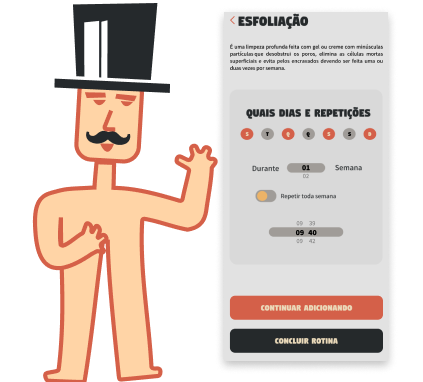 ESFOLIAÇÃO
É uma limpeza profunda feita com gel ou creme com minúsculas
partículas que desobstrui os poros, elimina as células mortas
superficiais e evita pelos encravados devendo ser feita uma ou
duas vezes por semana.
QUAIS DIAS E REPETIÇÕES
S T Q Q S S D
Durante 01 Semana
02
Repetir toda semana
09 39
09 40
09 42
CONTINUAR ADICIONANDO
CONCLUIR ROTINA